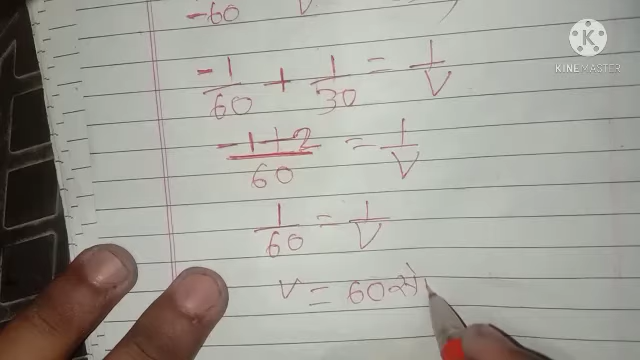 -60 V
-1/60 + 1/30 = 1/V
-1+2/60 = 1/V
1/60 = 1/V
V = 60 से
KINEMASTER